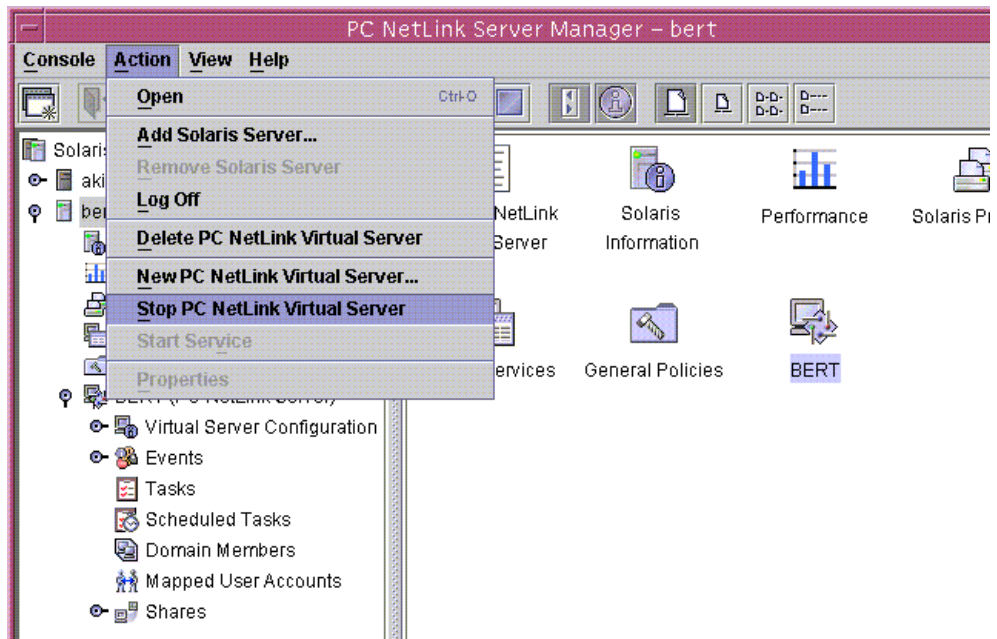 PC NetLink Server Manager – bert
Console Action View Help
Open Ctrl-O
Add Solaris Server...
Remove Solaris Server
Log Off
Delete PC NetLink Virtual Server
New PC NetLink Virtual Server...
Stop PC NetLink Virtual Server
Start Service
Properties
Virtual Server Configuration
Events
Tasks
Scheduled Tasks
Domain Members
Mapped User Accounts
Shares
NetLink
Server
Solaris
Information
Performance
Solaris
General Policies
BERT